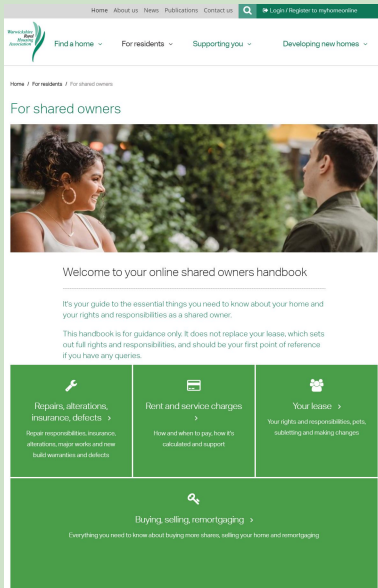 Home About us News Publications Contact us Login / Register to myhomeonline
Warwickshire
Rural
Housing
Association
Find a home For residents Supporting you Developing new homes
Home / For residents / For shared owners
For shared owners
Welcome to your online shared owners handbook
It's your guide to the essential things you need to know about your home and
your rights and responsibilities as a shared owner.
This handbook is for guidance only. It does not replace your lease, which sets
out full rights and responsibilities, and should be your first point of reference
if you have any queries.
Repairs, alterations,
insurance, defects >
Repair responsibilities, insurance,
alterations, major works and new
build warranties and defects
Rent and service charges
>
How and when to pay, how it's
calculated and support
Your lease >
Your rights and responsibilities, pets,
subletting and making changes
Buying, selling, remortgaging >
Everything you need to know about buying more shares, selling your home and remortgaging